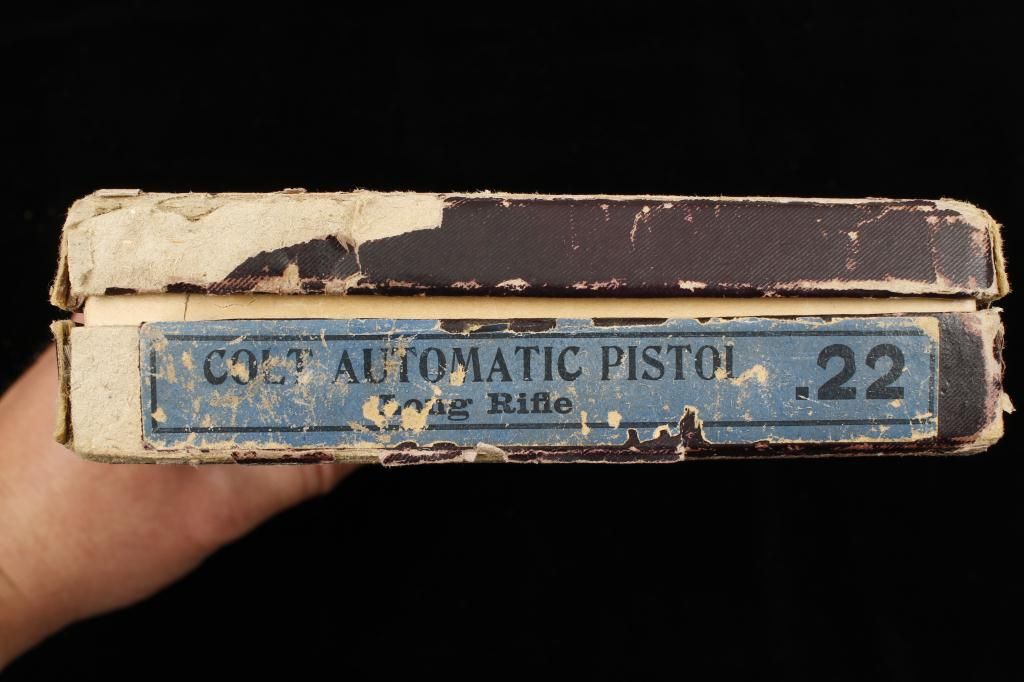 COLT AUTOMATIC PISTOL .22
Long Rifle